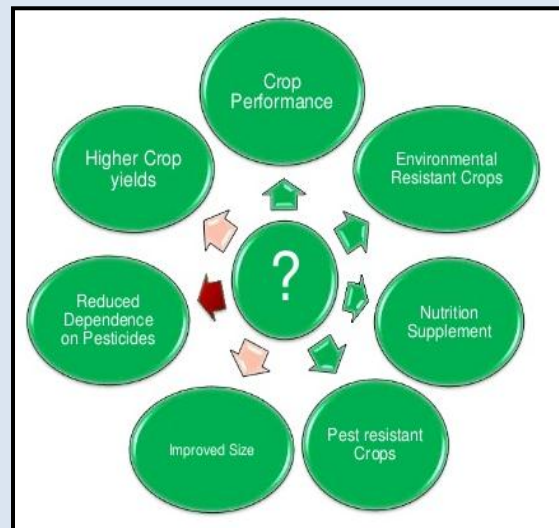 Crop
Performance
Environmental
Resistant Crops
Nutrition
Supplement
Pest resistant
Crops
Improved Size
Reduced
Dependence
on Pesticides
Higher Crop
yields
?